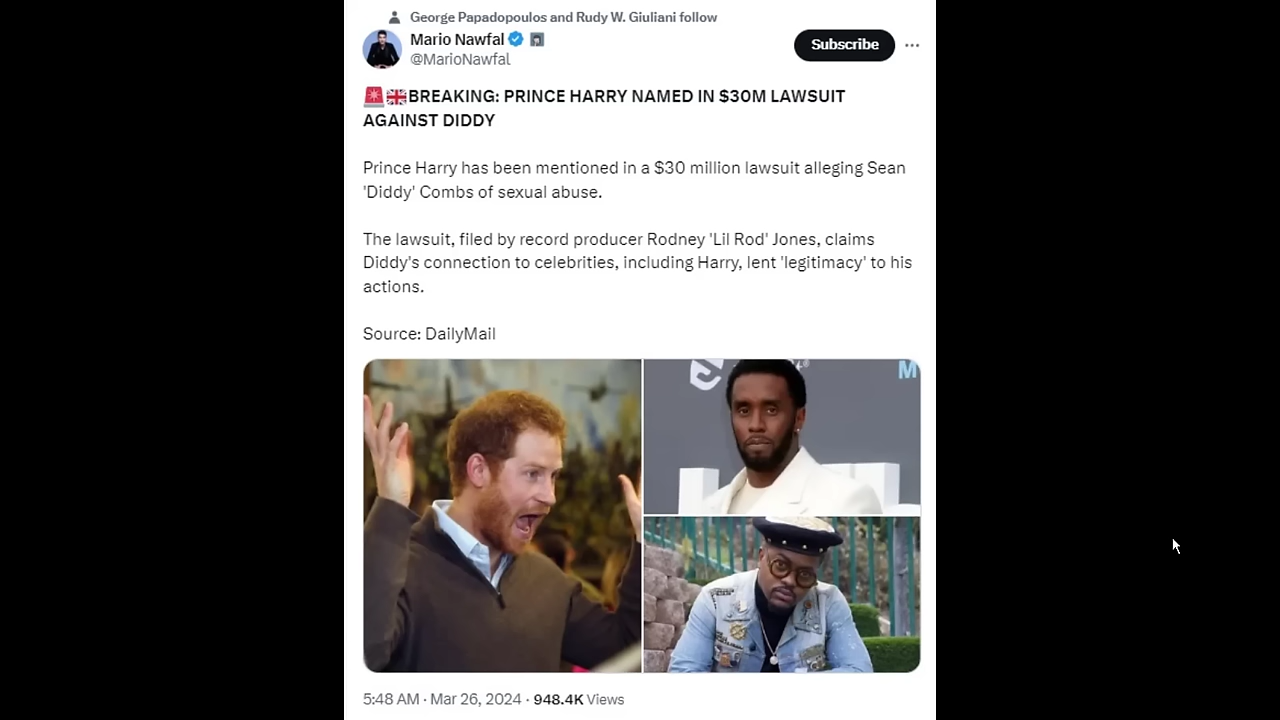 George Papadopoulos and Rudy W. Giuliani follow
Mario Nawfal
@MarioNawfal
Subscribe
🚨🇬🇧BREAKING: PRINCE HARRY NAMED IN $30M LAWSUIT
AGAINST DIDDY
Prince Harry has been mentioned in a $30 million lawsuit alleging Sean
'Diddy' Combs of sexual abuse.
The lawsuit, filed by record producer Rodney 'Lil Rod' Jones, claims
Diddy's connection to celebrities, including Harry, lent 'legitimacy' to his
actions.
Source: DailyMail
M
5:48 AM · Mar 26, 2024 · 948.4K Views